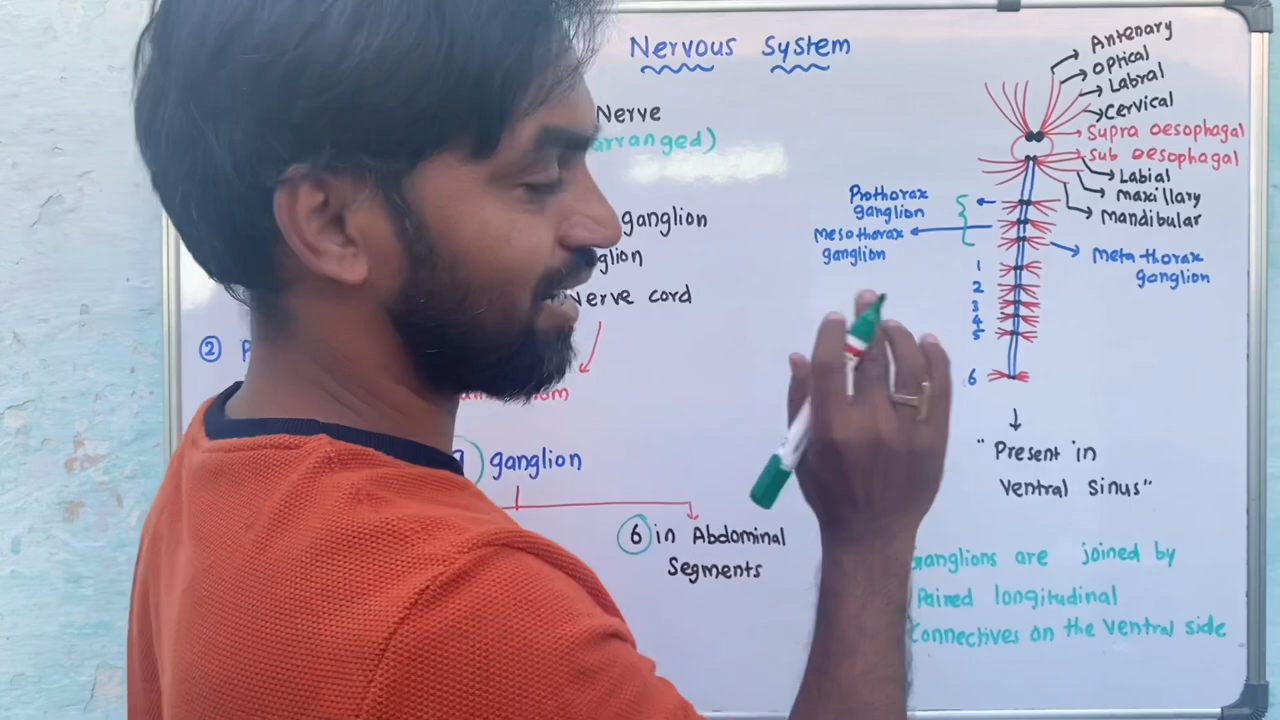 Nervous System
Nerve
arranged)
ganglion
glion
Nerve cord
②
ganglion
6 in Abdominal
Segments
Antenary
optical
Labral
Cervical
Supra oesophagal
Sub oesophagal
Labial
maxillary
mandibular
Prothorax
ganglion
Mesothorax
ganglion
Meta thorax
ganglion
1
2
3
4
5
6
"Present in
Ventral Sinus"
Ganglions are joined by
Paired longitudinal
Connectives on the ventral side